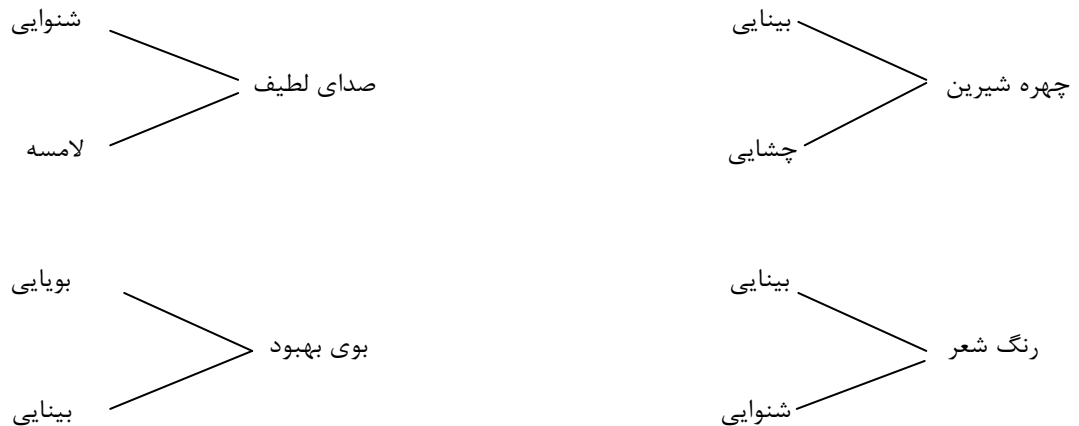 بینایی
چهره شیرین
چشایی
شنوایی
صدای لطیف
لامسه
بینایی
رنگ شعر
شنوایی
بویایی
بوی بهبود
بینایی